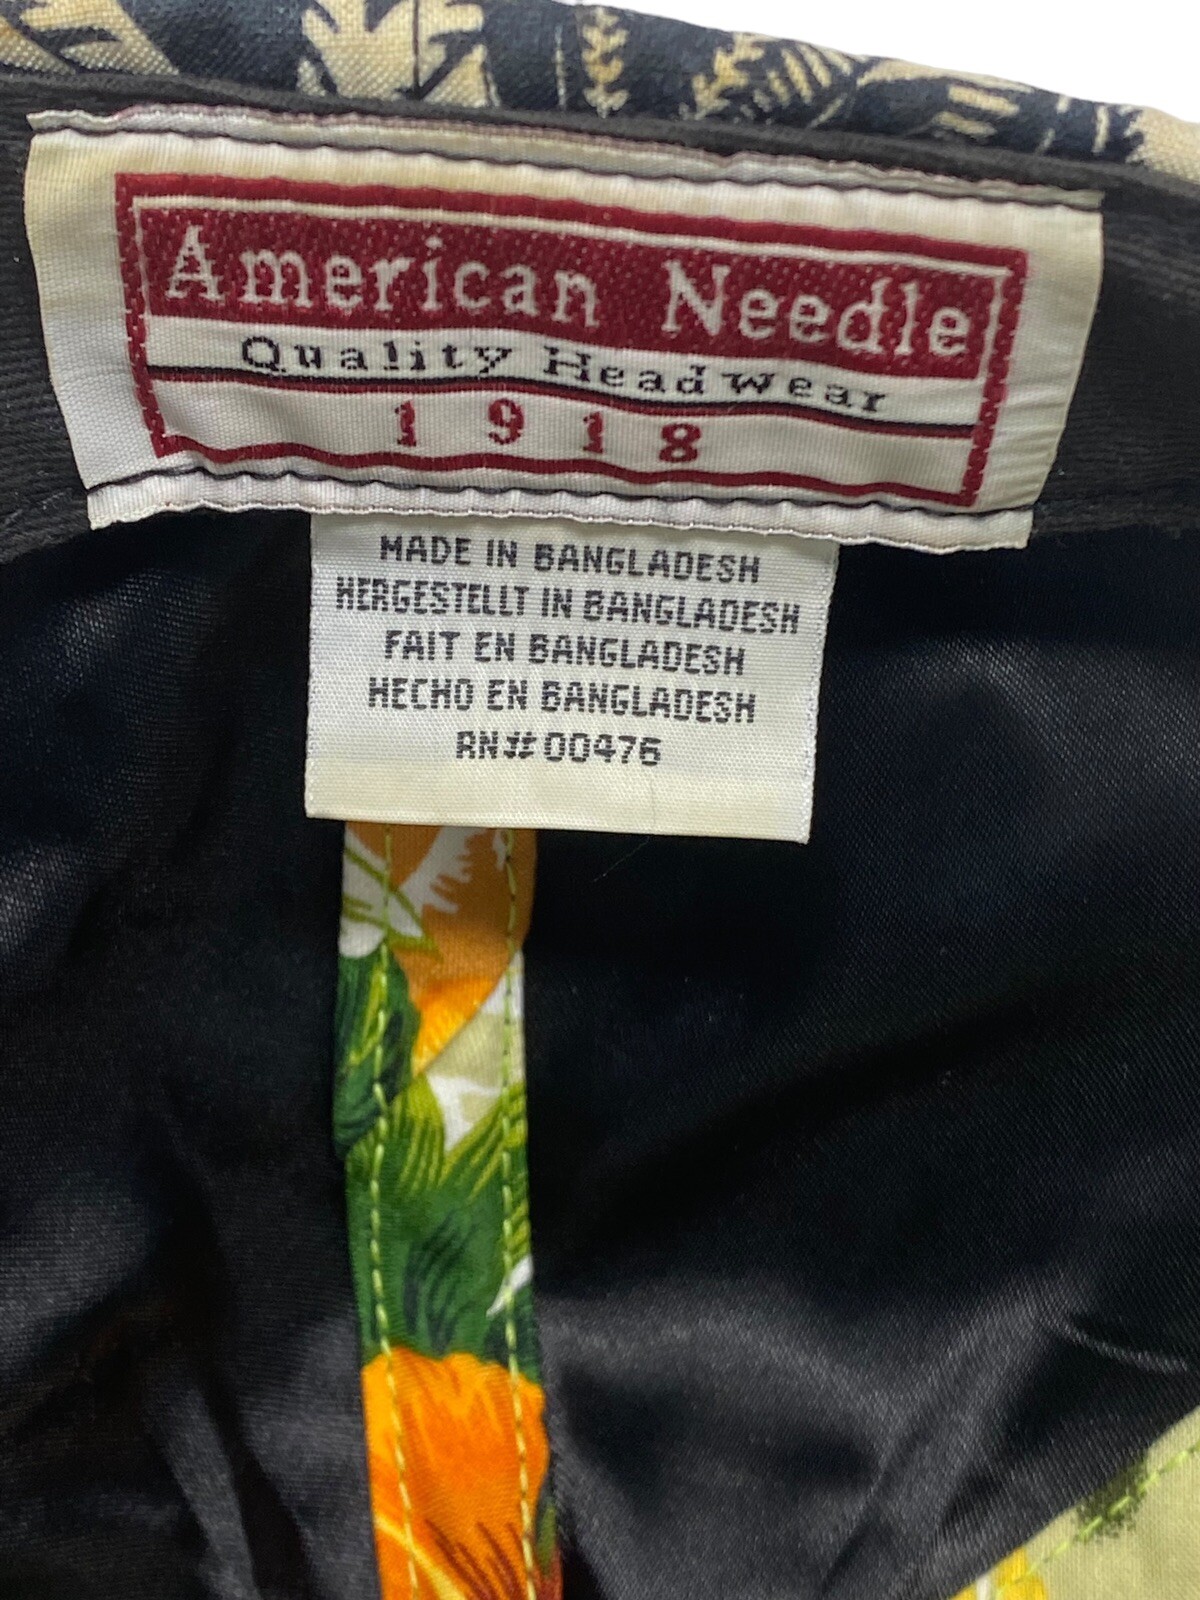 American Needle
Quality Headwear
1918
MADE IN BANGLADESH
HERGESTELLT IN BANGLADESH
FAIT EN BANGLADESH
HECHO EN BANGLADESH
RN# 00476